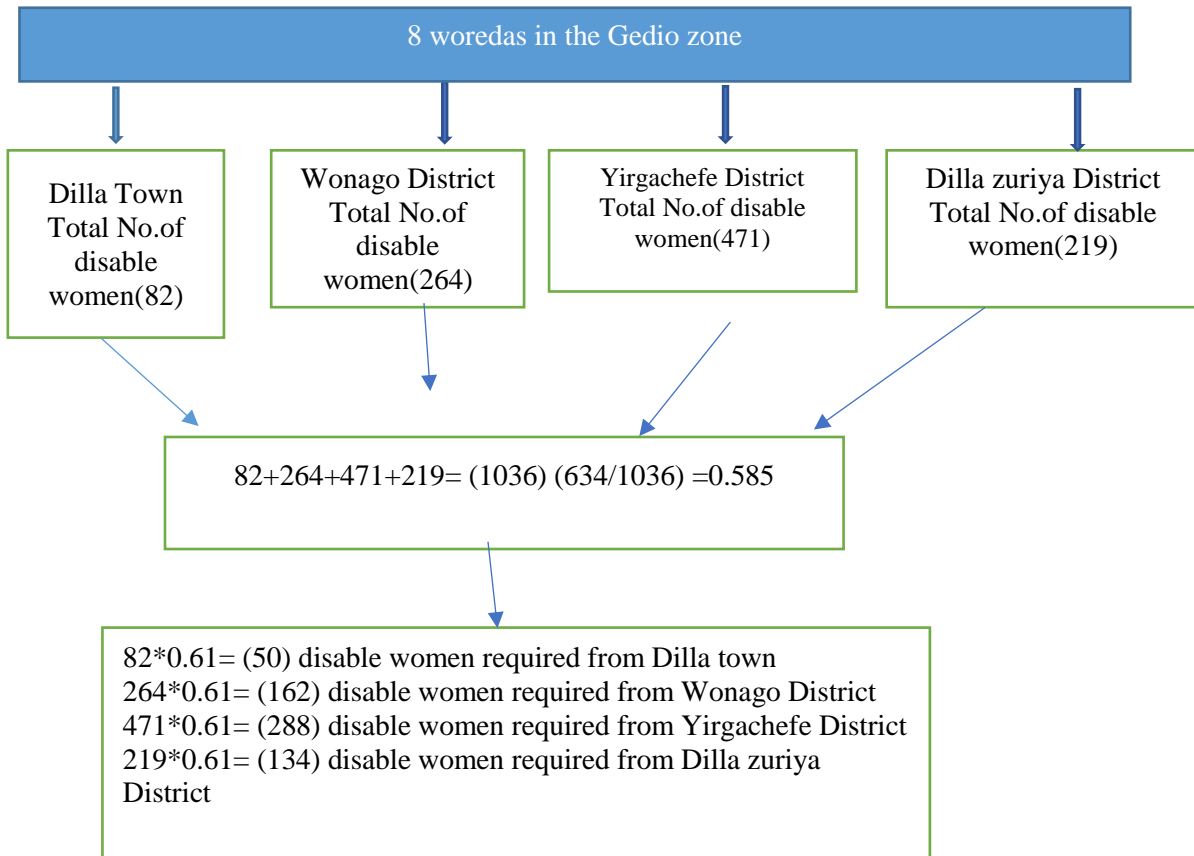 8 woredas in the Gedio zone
Dilla Town
Total No.of
disable
women(82)
Wonago District
Total No.of
disable
women(264)
Yirgachefe District
Total No.of disable
women(471)
Dilla zuriya District
Total No.of disable
women(219)
82+264+471+219= (1036) (634/1036) =0.585
82*0.61= (50) disable women required from Dilla town
264*0.61= (162) disable women required from Wonago District
471*0.61= (288) disable women required from Yirgachefe District
219*0.61= (134) disable women required from Dilla zuriya
District